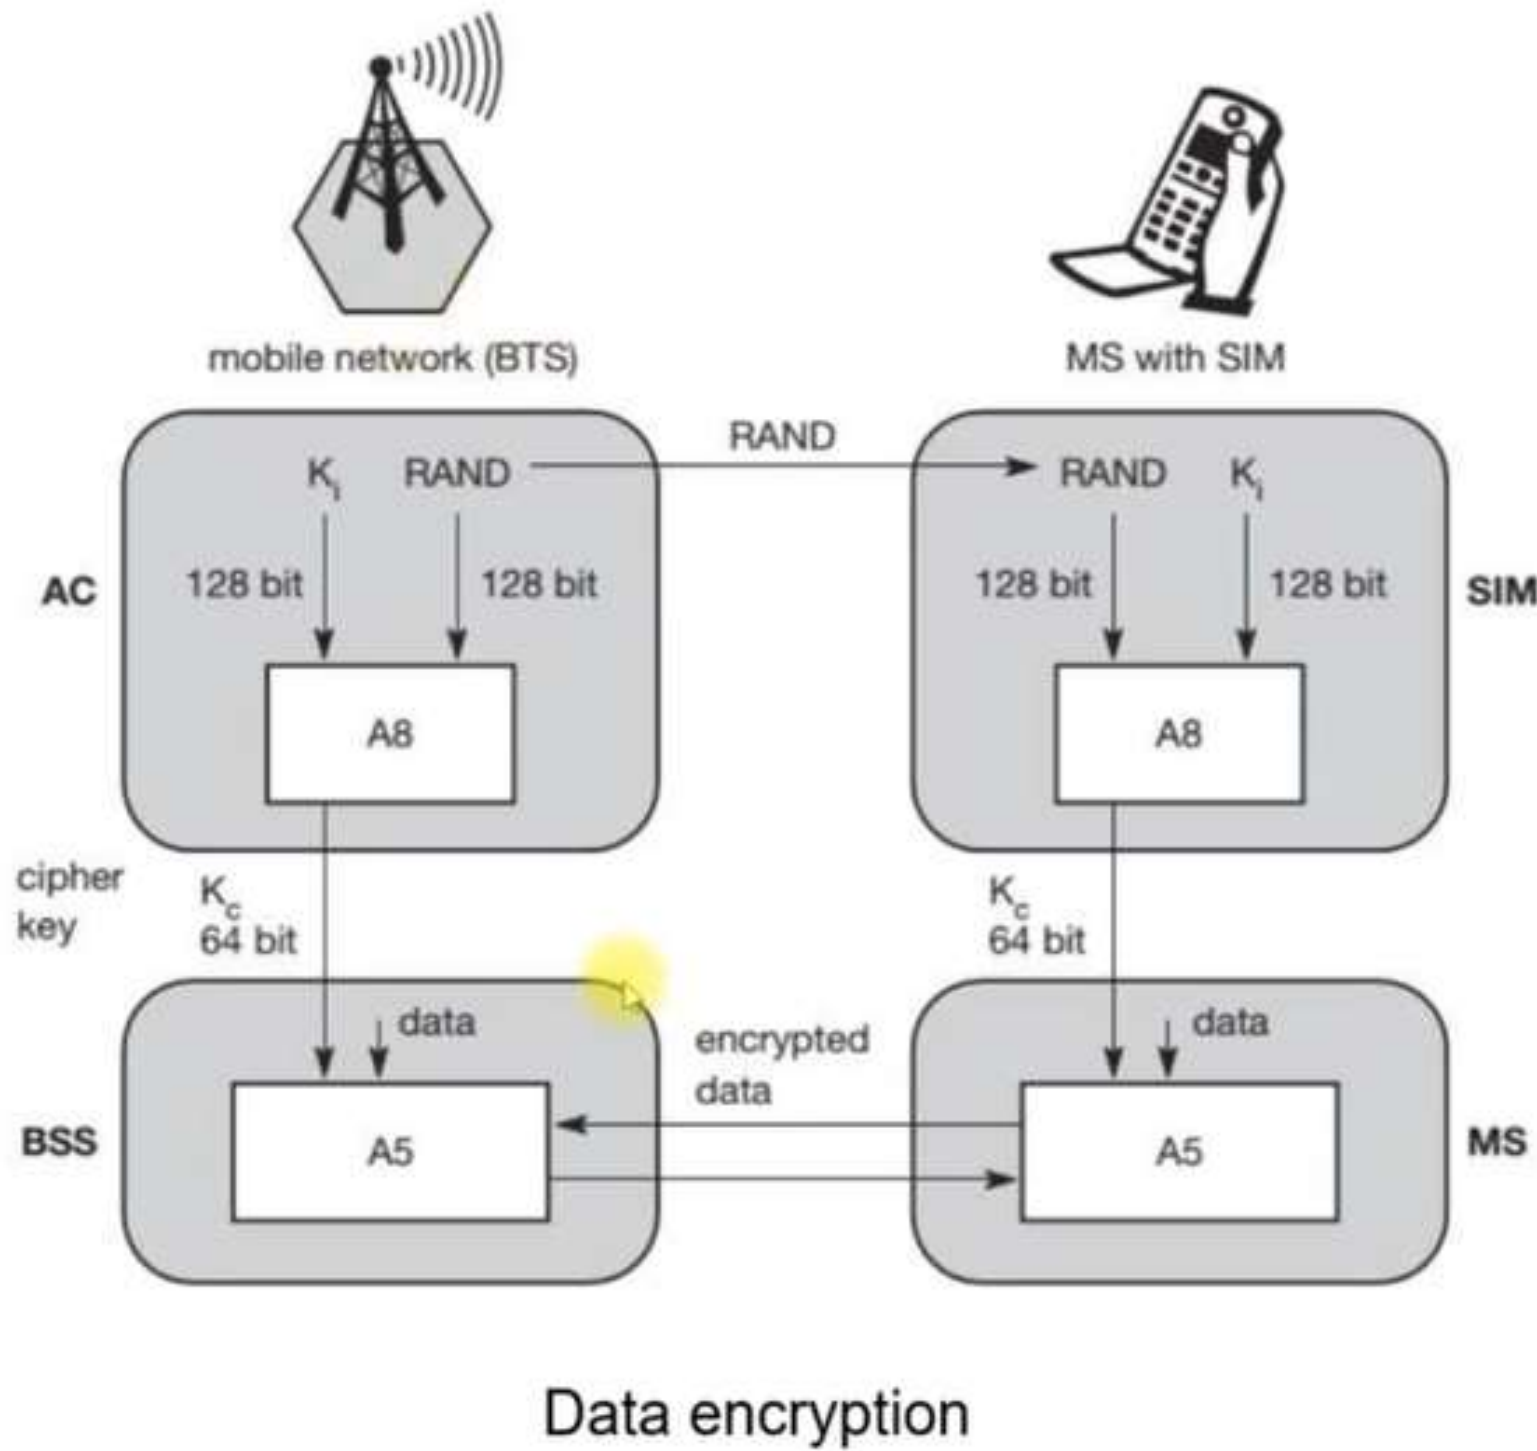 mobile network (BTS)
MS with SIM
RAND
Ki RAND
RAND Ki
AC
128 bit 128 bit
128 bit 128 bit
SIM
A8
A8
cipher
key
Kc
64 bit
Kc
64 bit
data
encrypted
data
data
BSS
A5
A5
MS
Data encryption